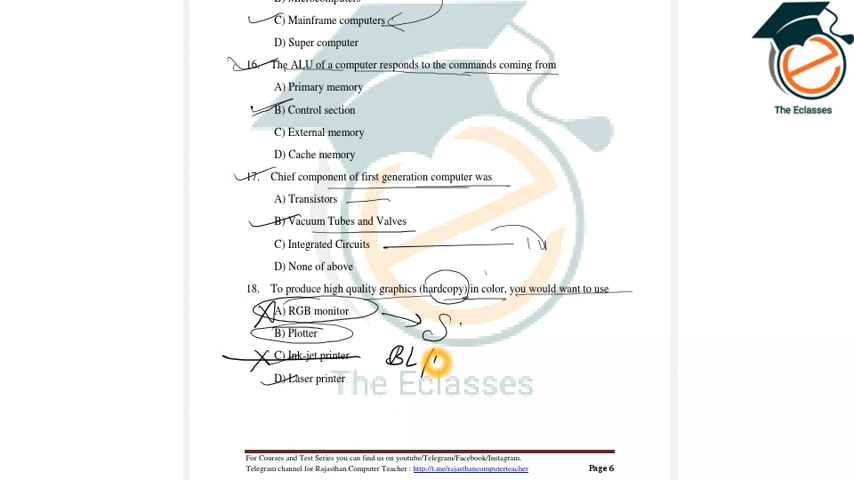 C) Mainframe computers
D) Super computer
16. The ALU of a computer responds to the commands coming from
A) Primary memory
B) Control section
C) External memory
D) Cache memory
17. Chief component of first generation computer was
A) Transistors
B) Vacuum Tubes and Valves
C) Integrated Circuits
D) None of above
18. To produce high quality graphics (hardcopy) in color, you would want to use
A) RGB monitor
B) Plotter
C) Ink-jet printer
D) Laser printer
BL/
The Eclasses
For Courses and Test Series you can find us on youtube/Telegram/Facebook/Instagram.
Telegram channel for Rajasthan Computer Teacher : http://t.me/rajasthancomputerteacher
Page 6
The Eclasses